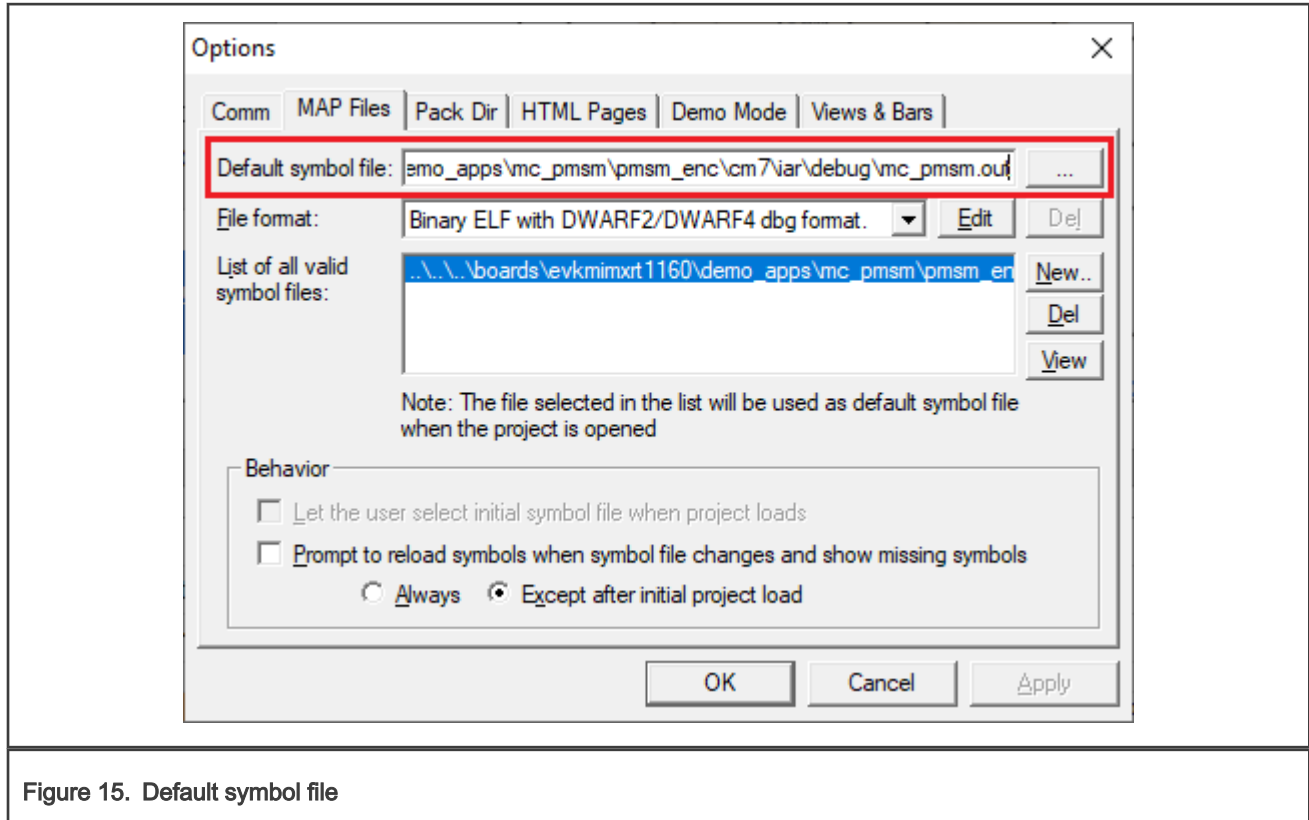 Options
Comm MAP Files Pack Dir HTML Pages Demo Mode Views & Bars
Default symbol file: emo_apps\mc_pmsm\pmsm_enc\cm7\iar\debug\mc_pmsm.out ...
File format: Binary ELF with DWARF2/DWARF4 dbg format. Edit Del
List of all valid
symbol files:
..\..\..\boards\evkmimxrt1160\demo_apps\mc_pmsm\pmsm_en
New..
Del
View
Note: The file selected in the list will be used as default symbol file
when the project is opened
Behavior
Let the user select initial symbol file when project loads
Prompt to reload symbols when symbol file changes and show missing symbols
Always Except after initial project load
OK Cancel Apply
Figure 15. Default symbol file